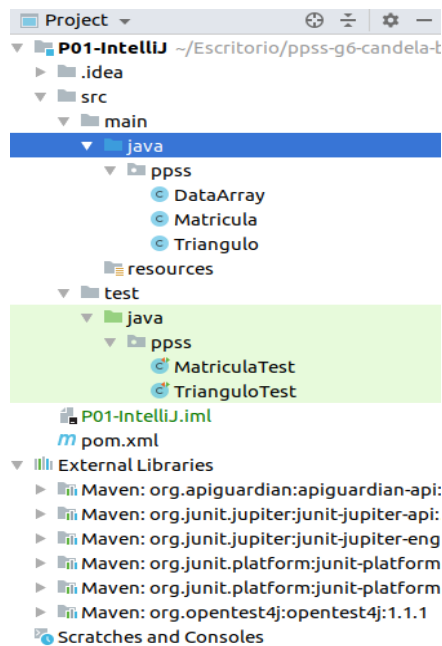 Project
P01-IntelliJ ~/Escritorio/ppss-g6-candela-b
.idea
src
main
java
ppss
DataArray
Matricula
Triangulo
resources
test
java
ppss
MatriculaTest
TrianguloTest
P01-IntelliJ.iml
m pom.xml
External Libraries
Maven: org.apiguardian:apiguardian-api:
Maven: org.junit.jupiter:junit-jupiter-api:
Maven: org.junit.jupiter:junit-jupiter-eng
Maven: org.junit.platform:junit-platform
Maven: org.junit.platform:junit-platform
Maven: org.opentest4j:opentest4j:1.1.1
Scratches and Consoles